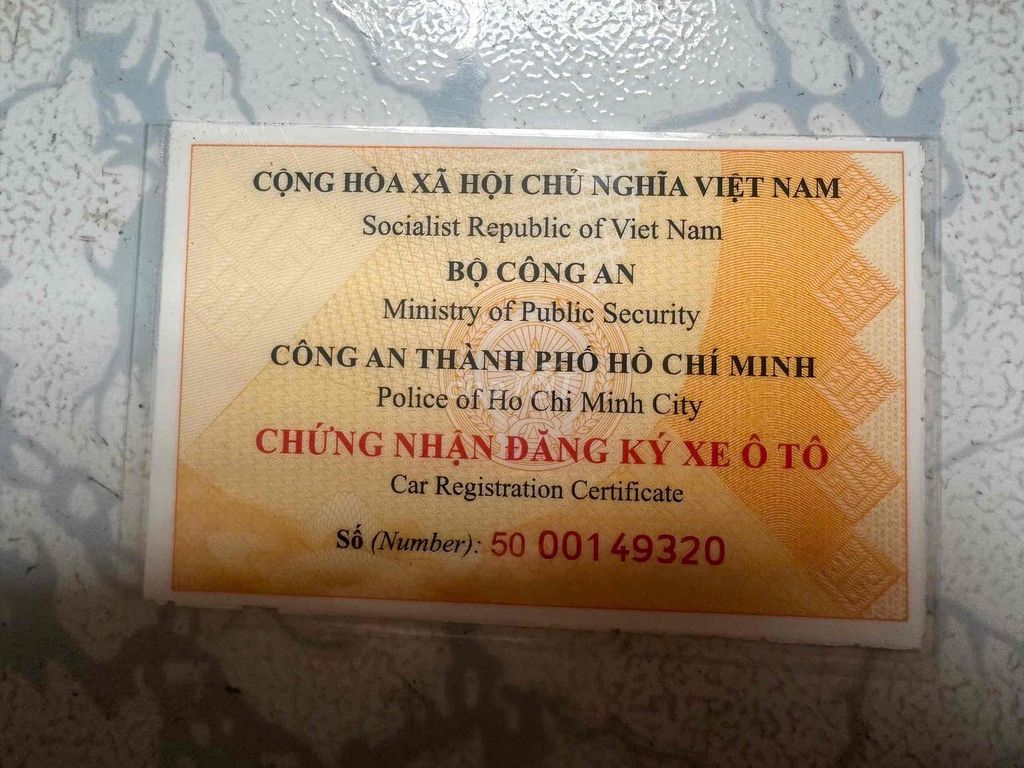 CỘNG HÒA XÃ HỘI CHỦ NGHĨA VIỆT NAM
Socialist Republic of Viet Nam
BỘ CÔNG AN
Ministry of Public Security
CÔNG AN THÀNH PHỐ HỒ CHÍ MINH
Police of Ho Chi Minh City
CHỨNG NHẬN ĐĂNG KÝ XE Ô TÔ
Car Registration Certificate
Số (Number): 50 00149320